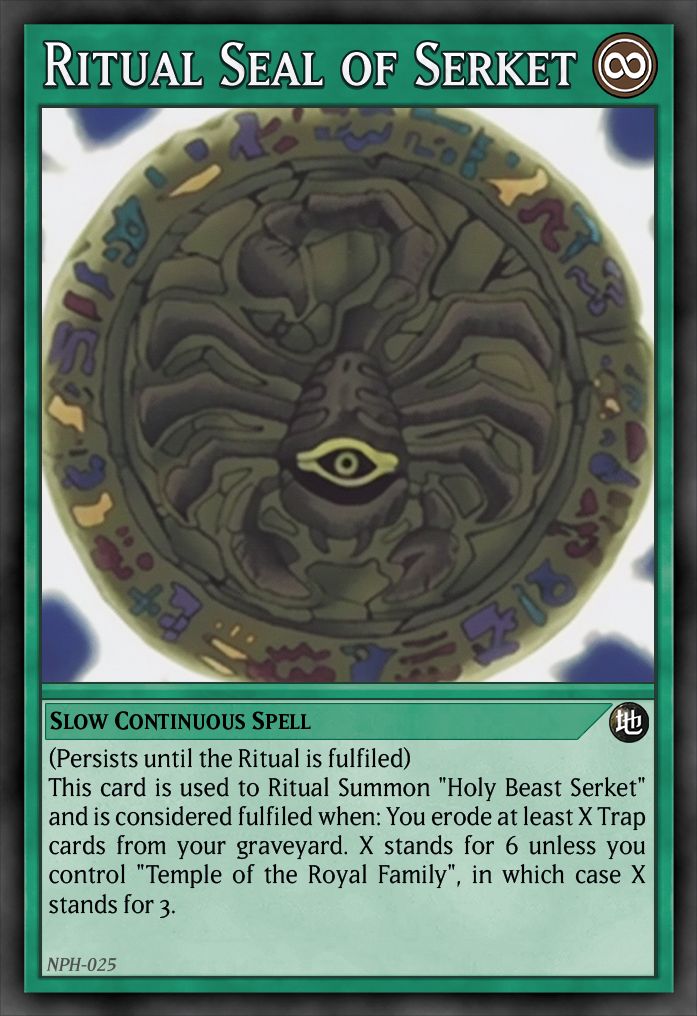 Ritual Seal of Serket
Slow Continuous Spell
(Persists until the Ritual is fulfiled)
This card is used to Ritual Summon "Holy Beast Serket"
and is considered fulfiled when: You erode at least X Trap
cards from your graveyard. X stands for 6 unless you
control "Temple of the Royal Family", in which case X
stands for 3.
NPH-025